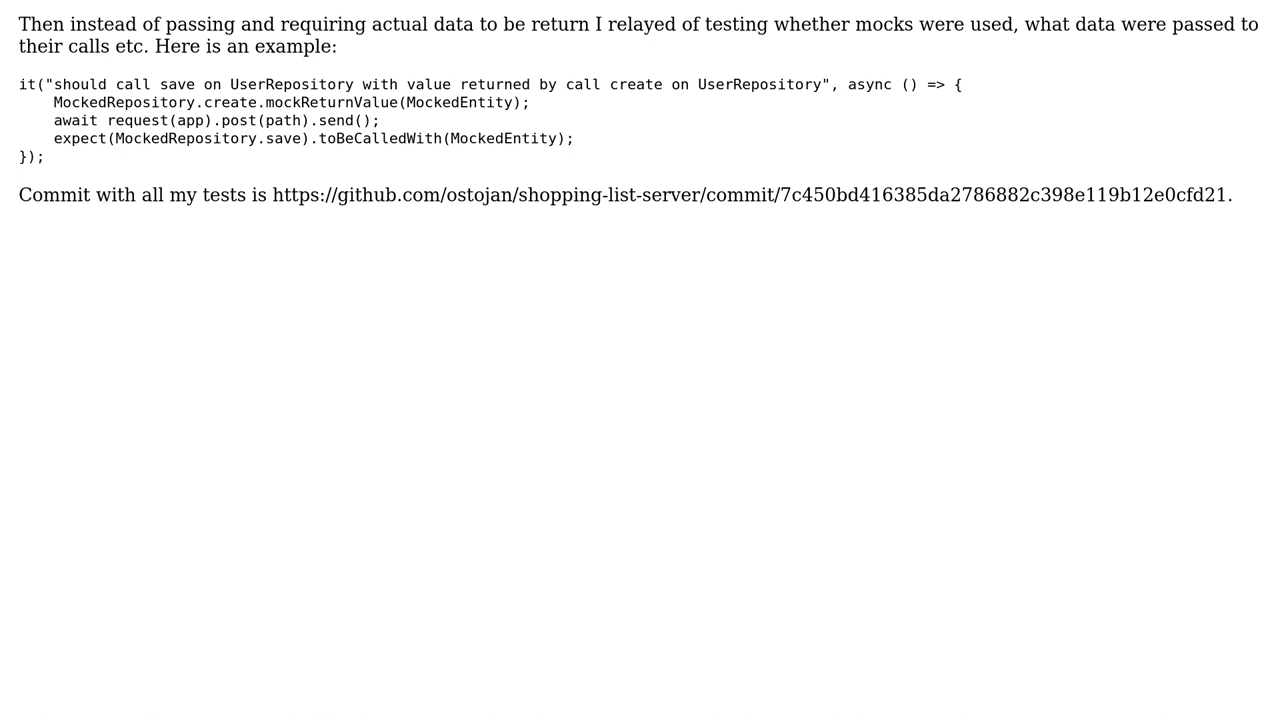 Then instead of passing and requiring actual data to be return I relayed of testing whether mocks were used, what data were passed to
their calls etc. Here is an example:
it("should call save on UserRepository with value returned by call create on UserRepository", async () => {
    MockedRepository.create.mockReturnValue(MockedEntity);
    await request(app).post(path).send();
    expect(MockedRepository.save).toBeCalledWith(MockedEntity);
});
Commit with all my tests is https://github.com/ostojan/shopping-list-server/commit/7c450bd416385da2786882c398e119b12e0cfd21.